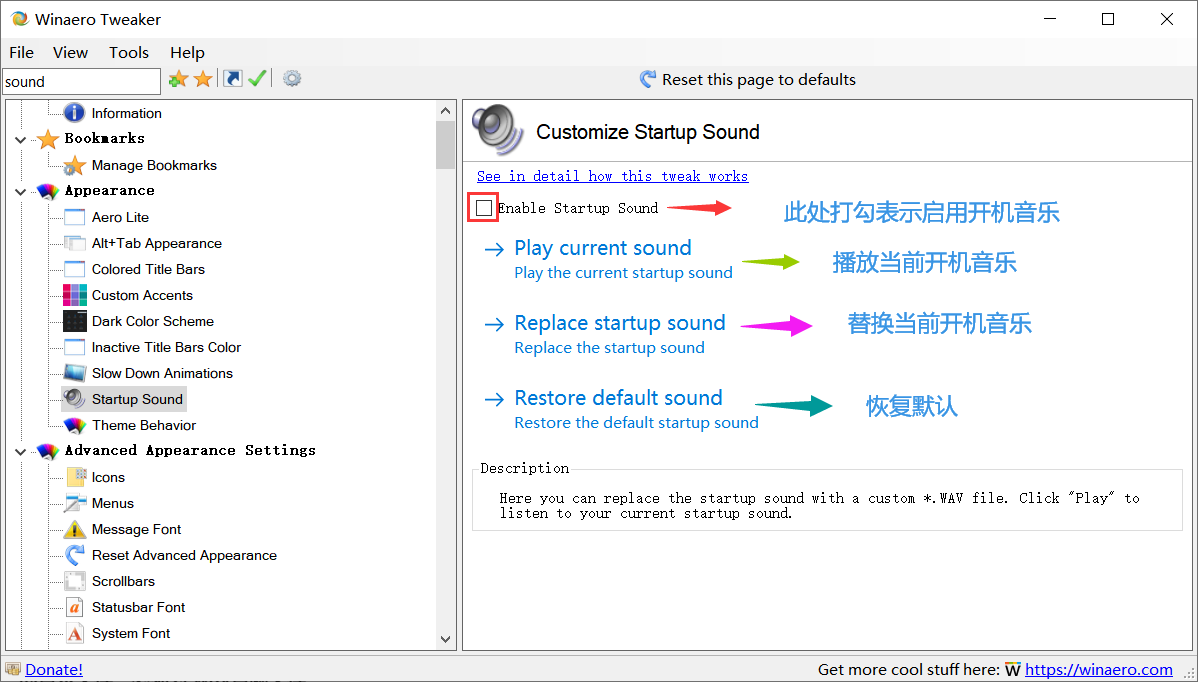 Winaero Tweaker
File View Tools Help
sound
Reset this page to defaults
Information
Bookmarks
Manage Bookmarks
Appearance
Aero Lite
Alt+Tab Appearance
Colored Title Bars
Custom Accents
Dark Color Scheme
Inactive Title Bars Color
Slow Down Animations
Startup Sound
Theme Behavior
Advanced Appearance Settings
Icons
Menus
Message Font
Reset Advanced Appearance
Scrollbars
Statusbar Font
System Font
Customize Startup Sound
See in detail how this tweak works
Enable Startup Sound
此处打勾表示启用开机音乐
Play current sound
Play the current startup sound
播放当前开机音乐
Replace startup sound
Replace the startup sound
替换当前开机音乐
Restore default sound
Restore the default startup sound
恢复默认
Description
Here you can replace the startup sound with a custom *.WAV file. Click "Play" to
listen to your current startup sound.
Donate!
Get more cool stuff here: W https://winaero.com